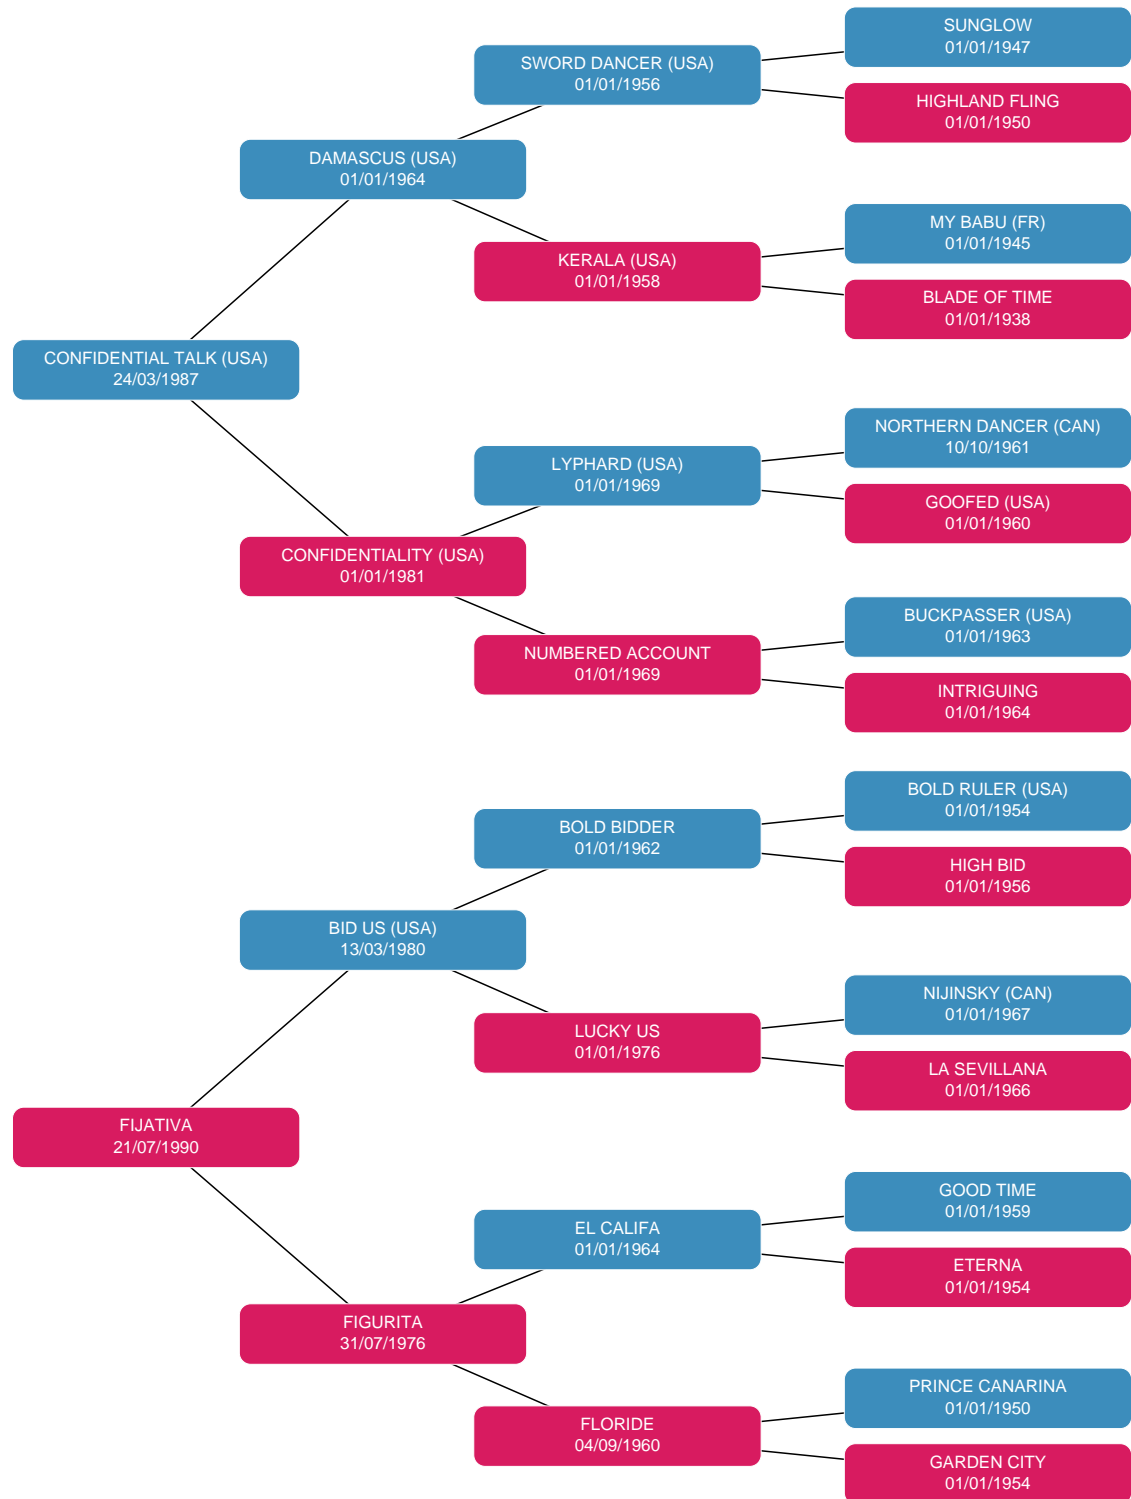 SUNGLOW
01/01/1947
SWORD DANCER (USA)
01/01/1956
HIGHLAND FLING
01/01/1950
DAMASCUS (USA)
01/01/1964
MY BABU (FR)
01/01/1945
KERALA (USA)
01/01/1958
BLADE OF TIME
01/01/1938
CONFIDENTIAL TALK (USA)
24/03/1987
NORTHERN DANCER (CAN)
10/10/1961
LYPHARD (USA)
01/01/1969
GOOFED (USA)
01/01/1960
CONFIDENTIALITY (USA)
01/01/1981
BUCKPASSER (USA)
01/01/1963
NUMBERED ACCOUNT
01/01/1969
INTRIGUING
01/01/1964
BOLD RULER (USA)
01/01/1954
BOLD BIDDER
01/01/1962
HIGH BID
01/01/1956
BID US (USA)
13/03/1980
NIJINSKY (CAN)
01/01/1967
LUCKY US
01/01/1976
LA SEVILLANA
01/01/1966
FIJATIVA
21/07/1990
GOOD TIME
01/01/1959
EL CALIFA
01/01/1964
ETERNA
01/01/1954
FIGURITA
31/07/1976
PRINCE CANARINA
01/01/1950
FLORIDE
04/09/1960
GARDEN CITY
01/01/1954